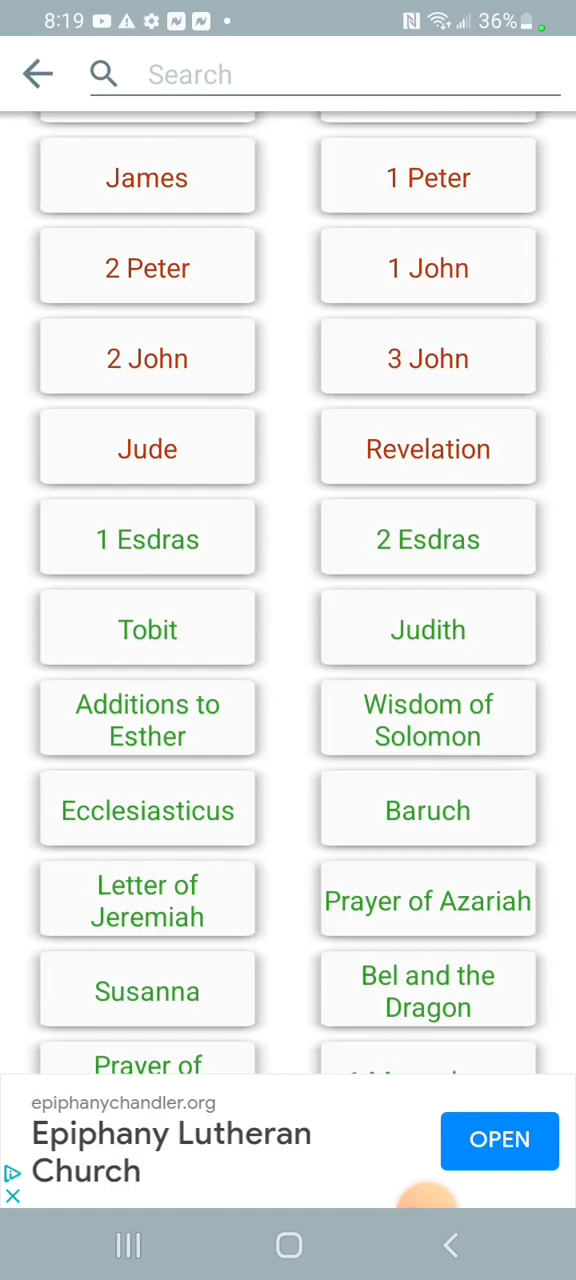 8:19
36%
Search
James
1 Peter
2 Peter
1 John
2 John
3 John
Jude
Revelation
1 Esdras
2 Esdras
Tobit
Judith
Additions to
Esther
Wisdom of
Solomon
Ecclesiasticus
Baruch
Letter of
Jeremiah
Prayer of Azariah
Susanna
Bel and the
Dragon
Prayer of
epiphanychandler.org
Epiphany Lutheran
Church
OPEN